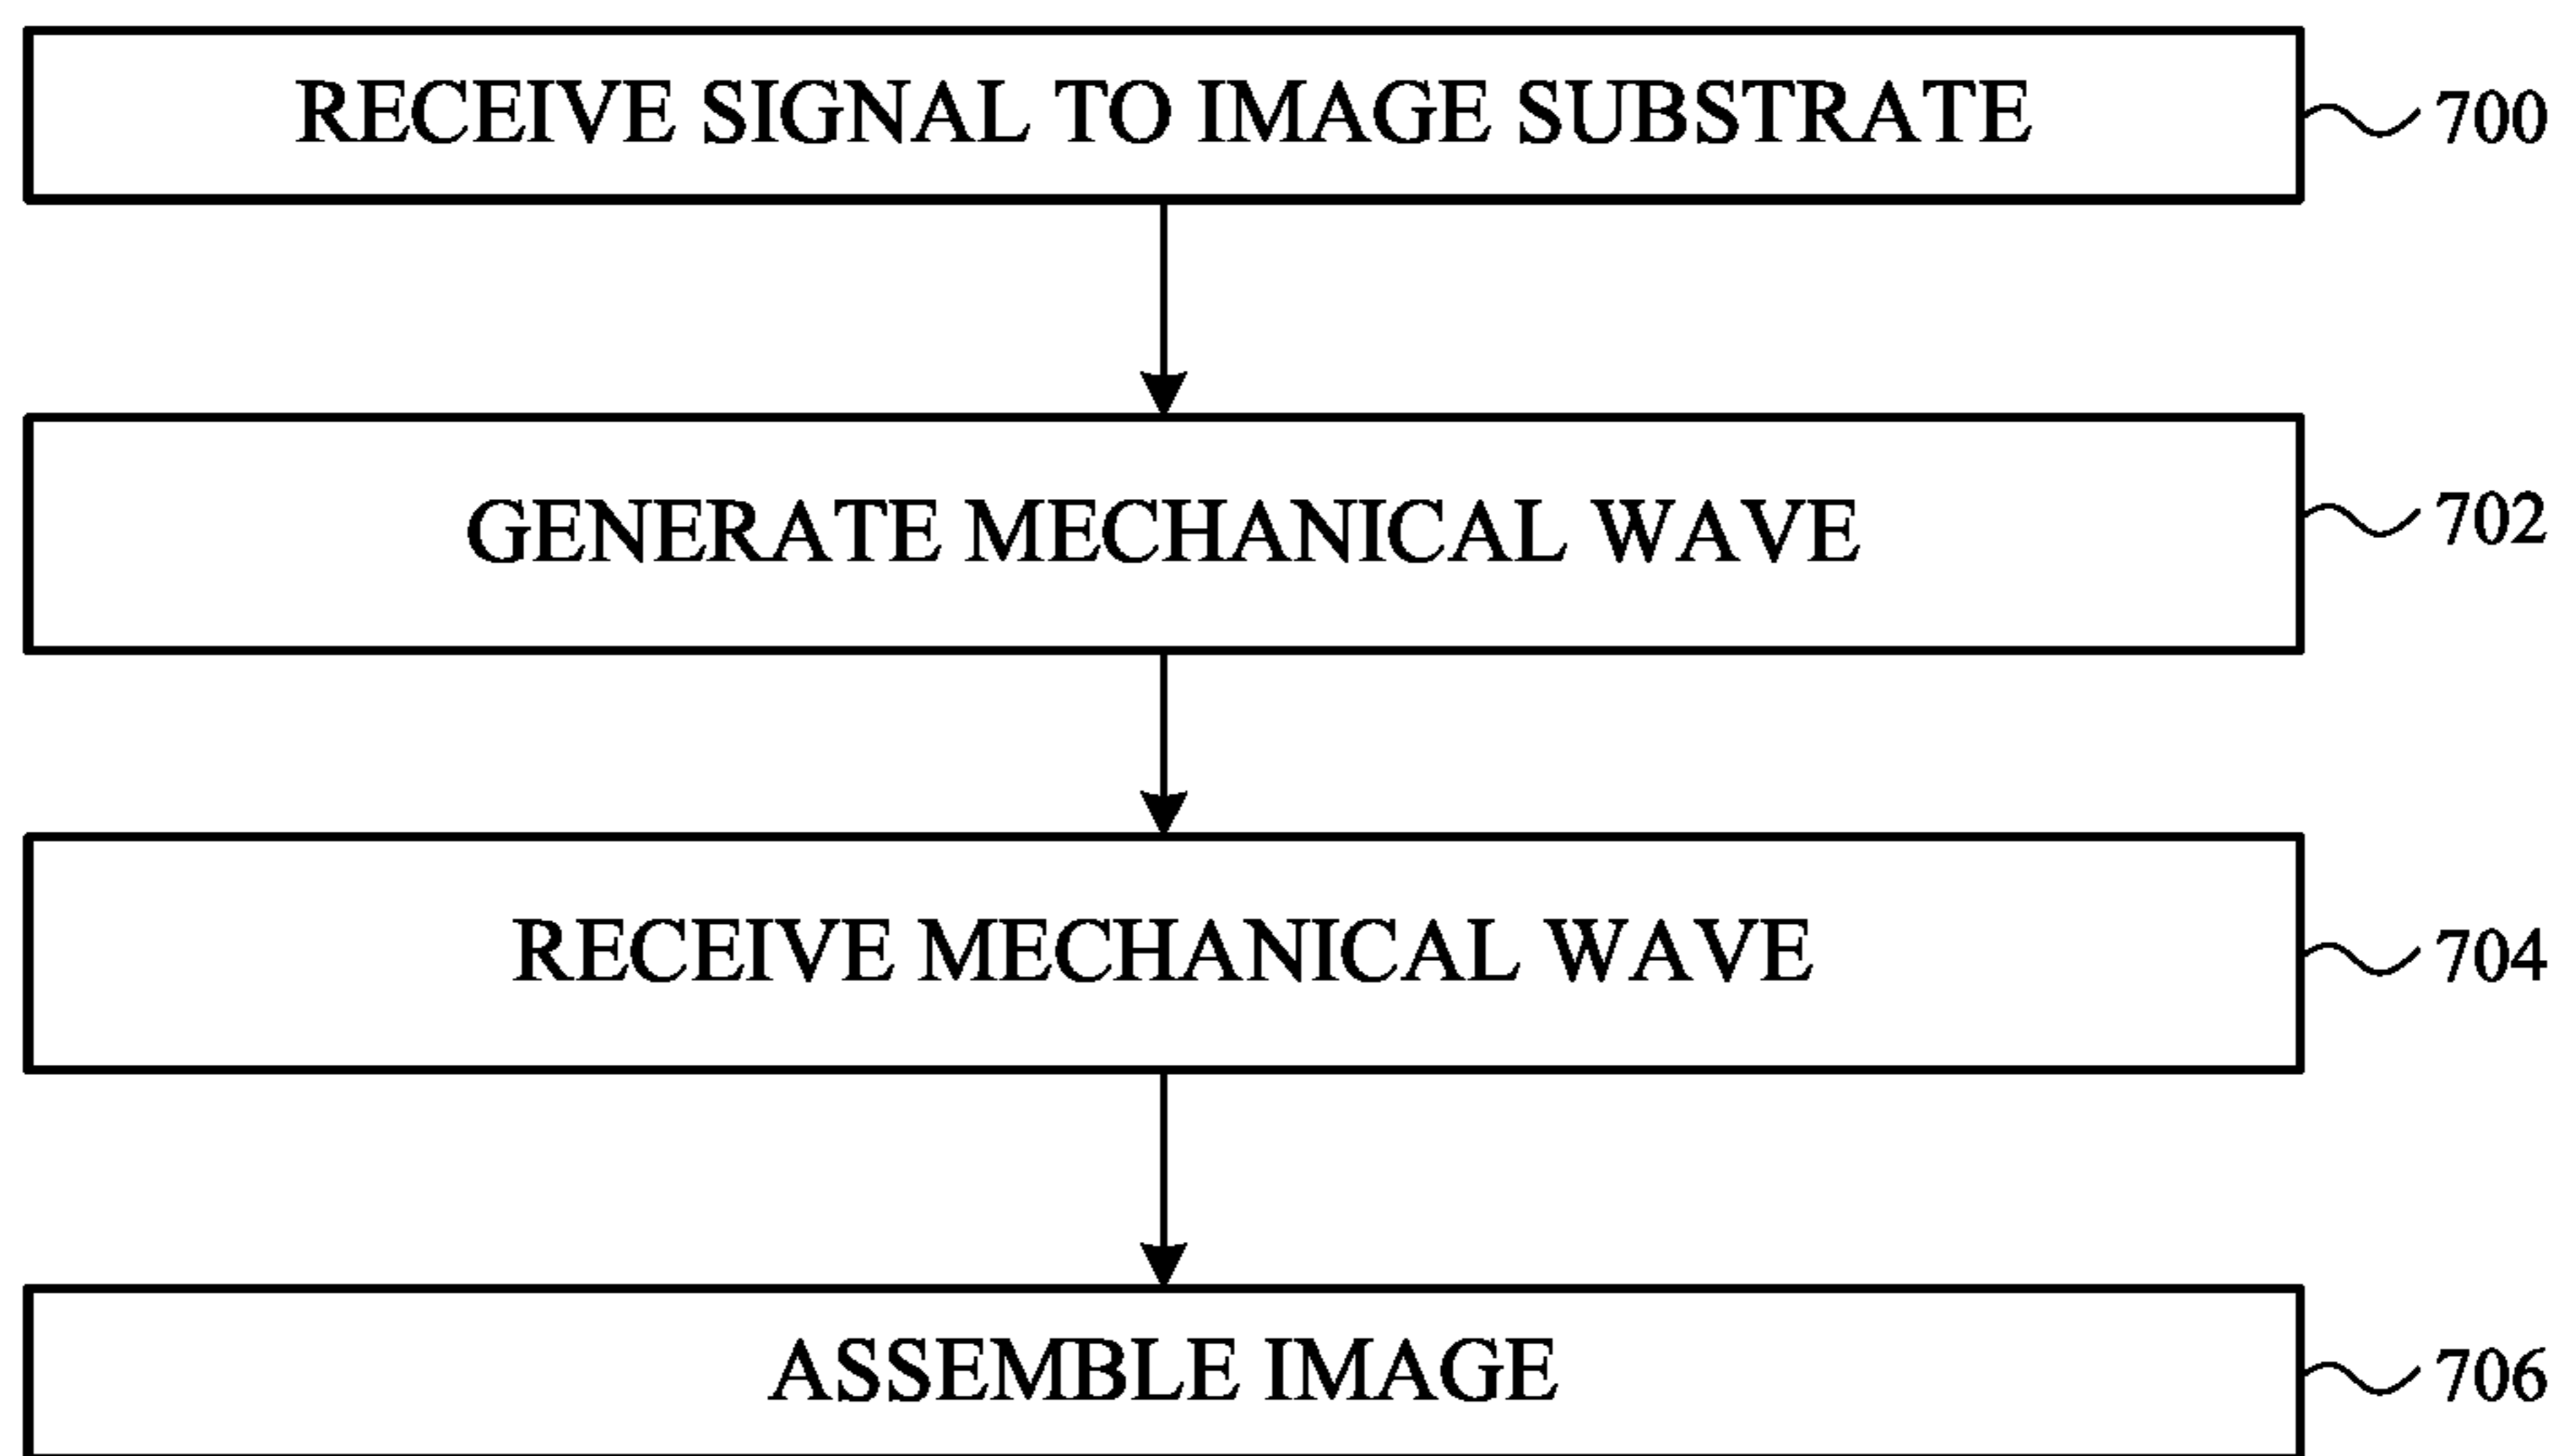 RECEIVE SIGNAL TO IMAGE SUBSTRATE 700
GENERATE MECHANICAL WAVE 702
RECEIVE MECHANICAL WAVE 704
ASSEMBLE IMAGE 706